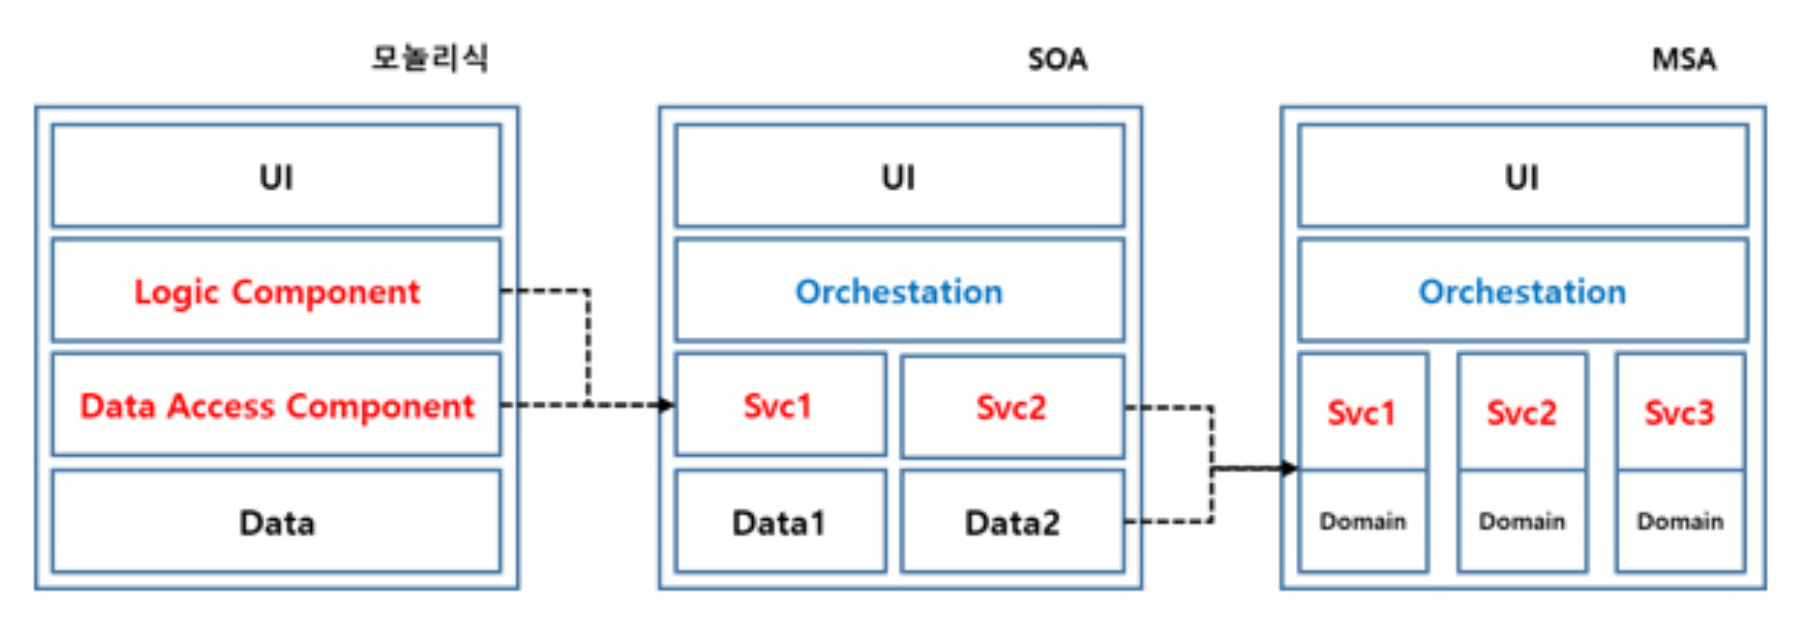 모놀리식
UI
Logic Component
Data Access Component
Data
SOA
UI
Orchestation
Svc1
Svc2
Data1
Data2
MSA
UI
Orchestation
Svc1
Svc2
Svc3
Domain
Domain
Domain